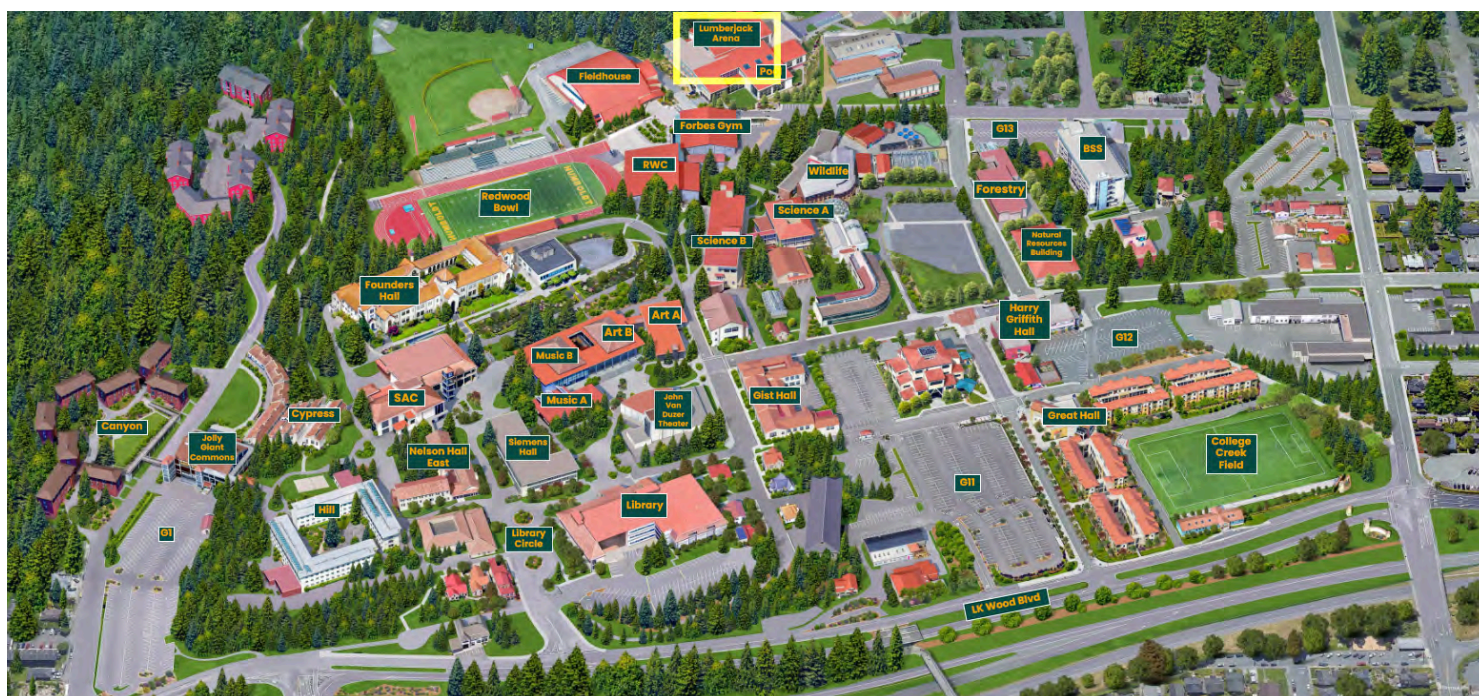 Lumberjack
Arena
Pool
Fieldhouse
Forbes Gym
G13
BSS
RWC
Wildlife
Forestry
HUMBOLDT
Redwood
Bowl
HUMBOLDT
Science A
Science B
Natural
Resources
Building
Founders
Hall
Harry
Griffith
Hall
Art A
Art B
G12
Music B
Gist Hall
SAC
Music A
John
Van
Duzer
Theater
Cypress
Great Hall
Canyon
Jolly
Giant
Commons
Nelson Hall
East
Siemens
Hall
College
Creek
Field
G11
Library
Hill
G1
Library
Circle
LK Wood Blvd